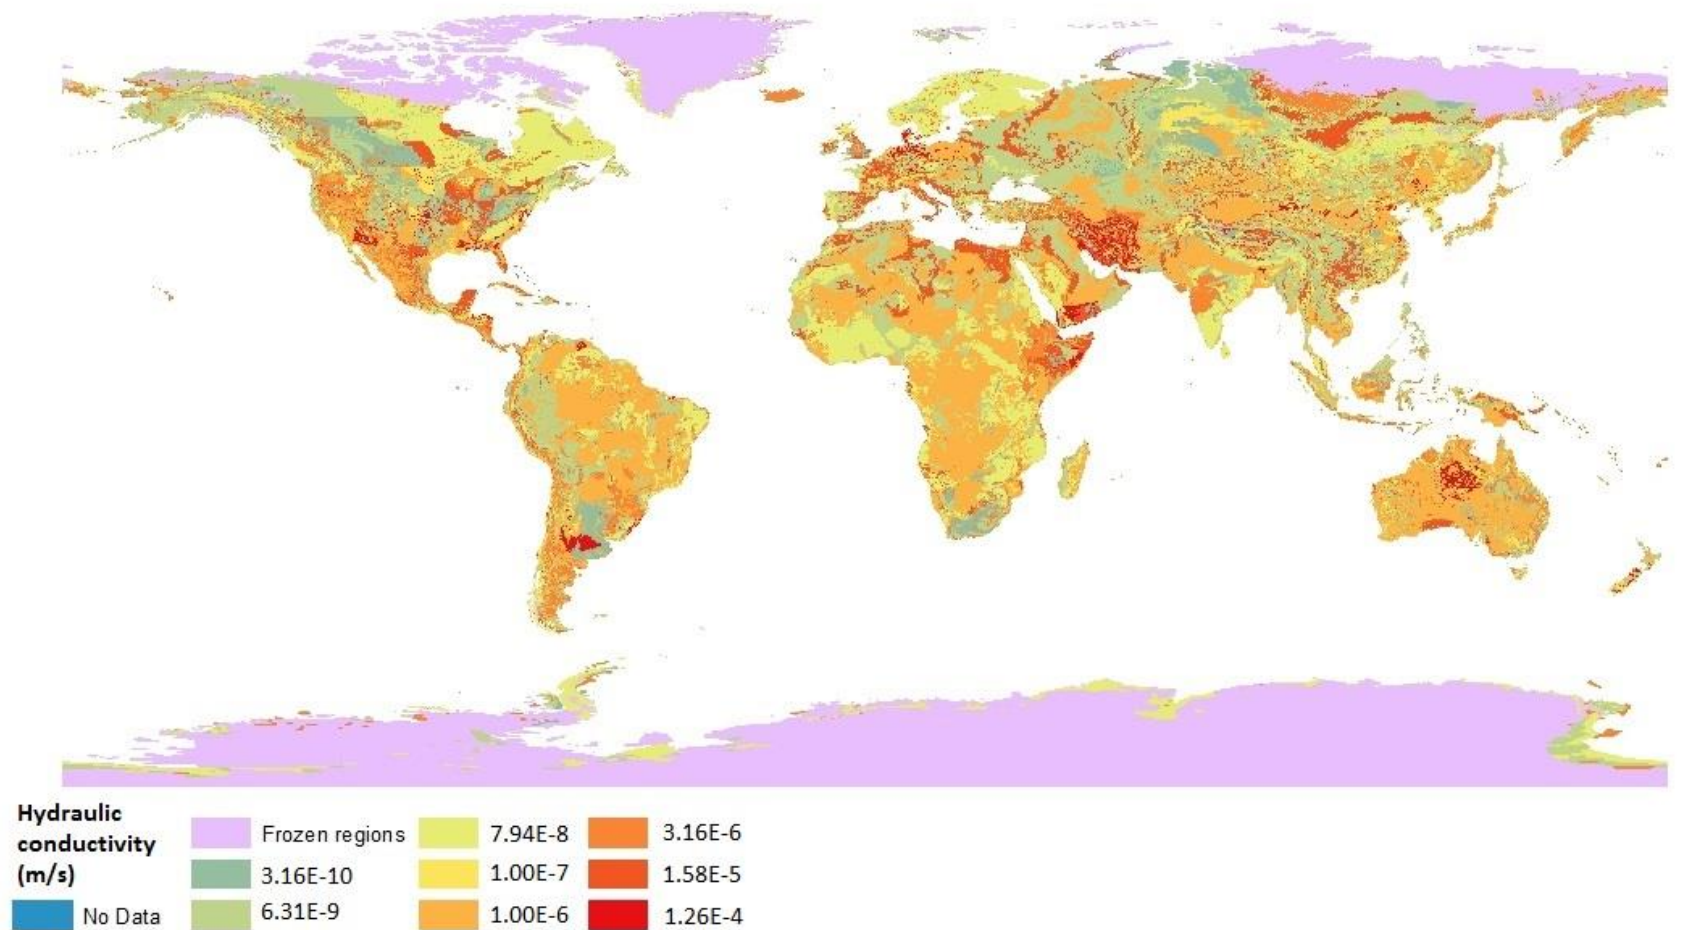 Hydraulic
conductivity
(m/s)
No Data
Frozen regions
3.16E-10
6.31E-9
7.94E-8
1.00E-7
1.00E-6
3.16E-6
1.58E-5
1.26E-4